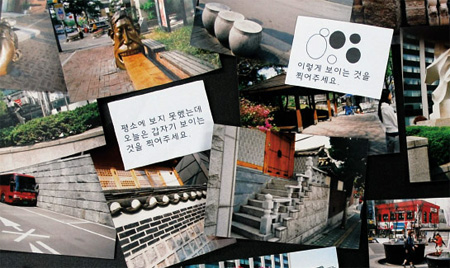 이렇게 보이는 것을
찍어주세요.
평소에 보지 못했는데
오늘은 갑자기 보이는
것을 찍어주세요.